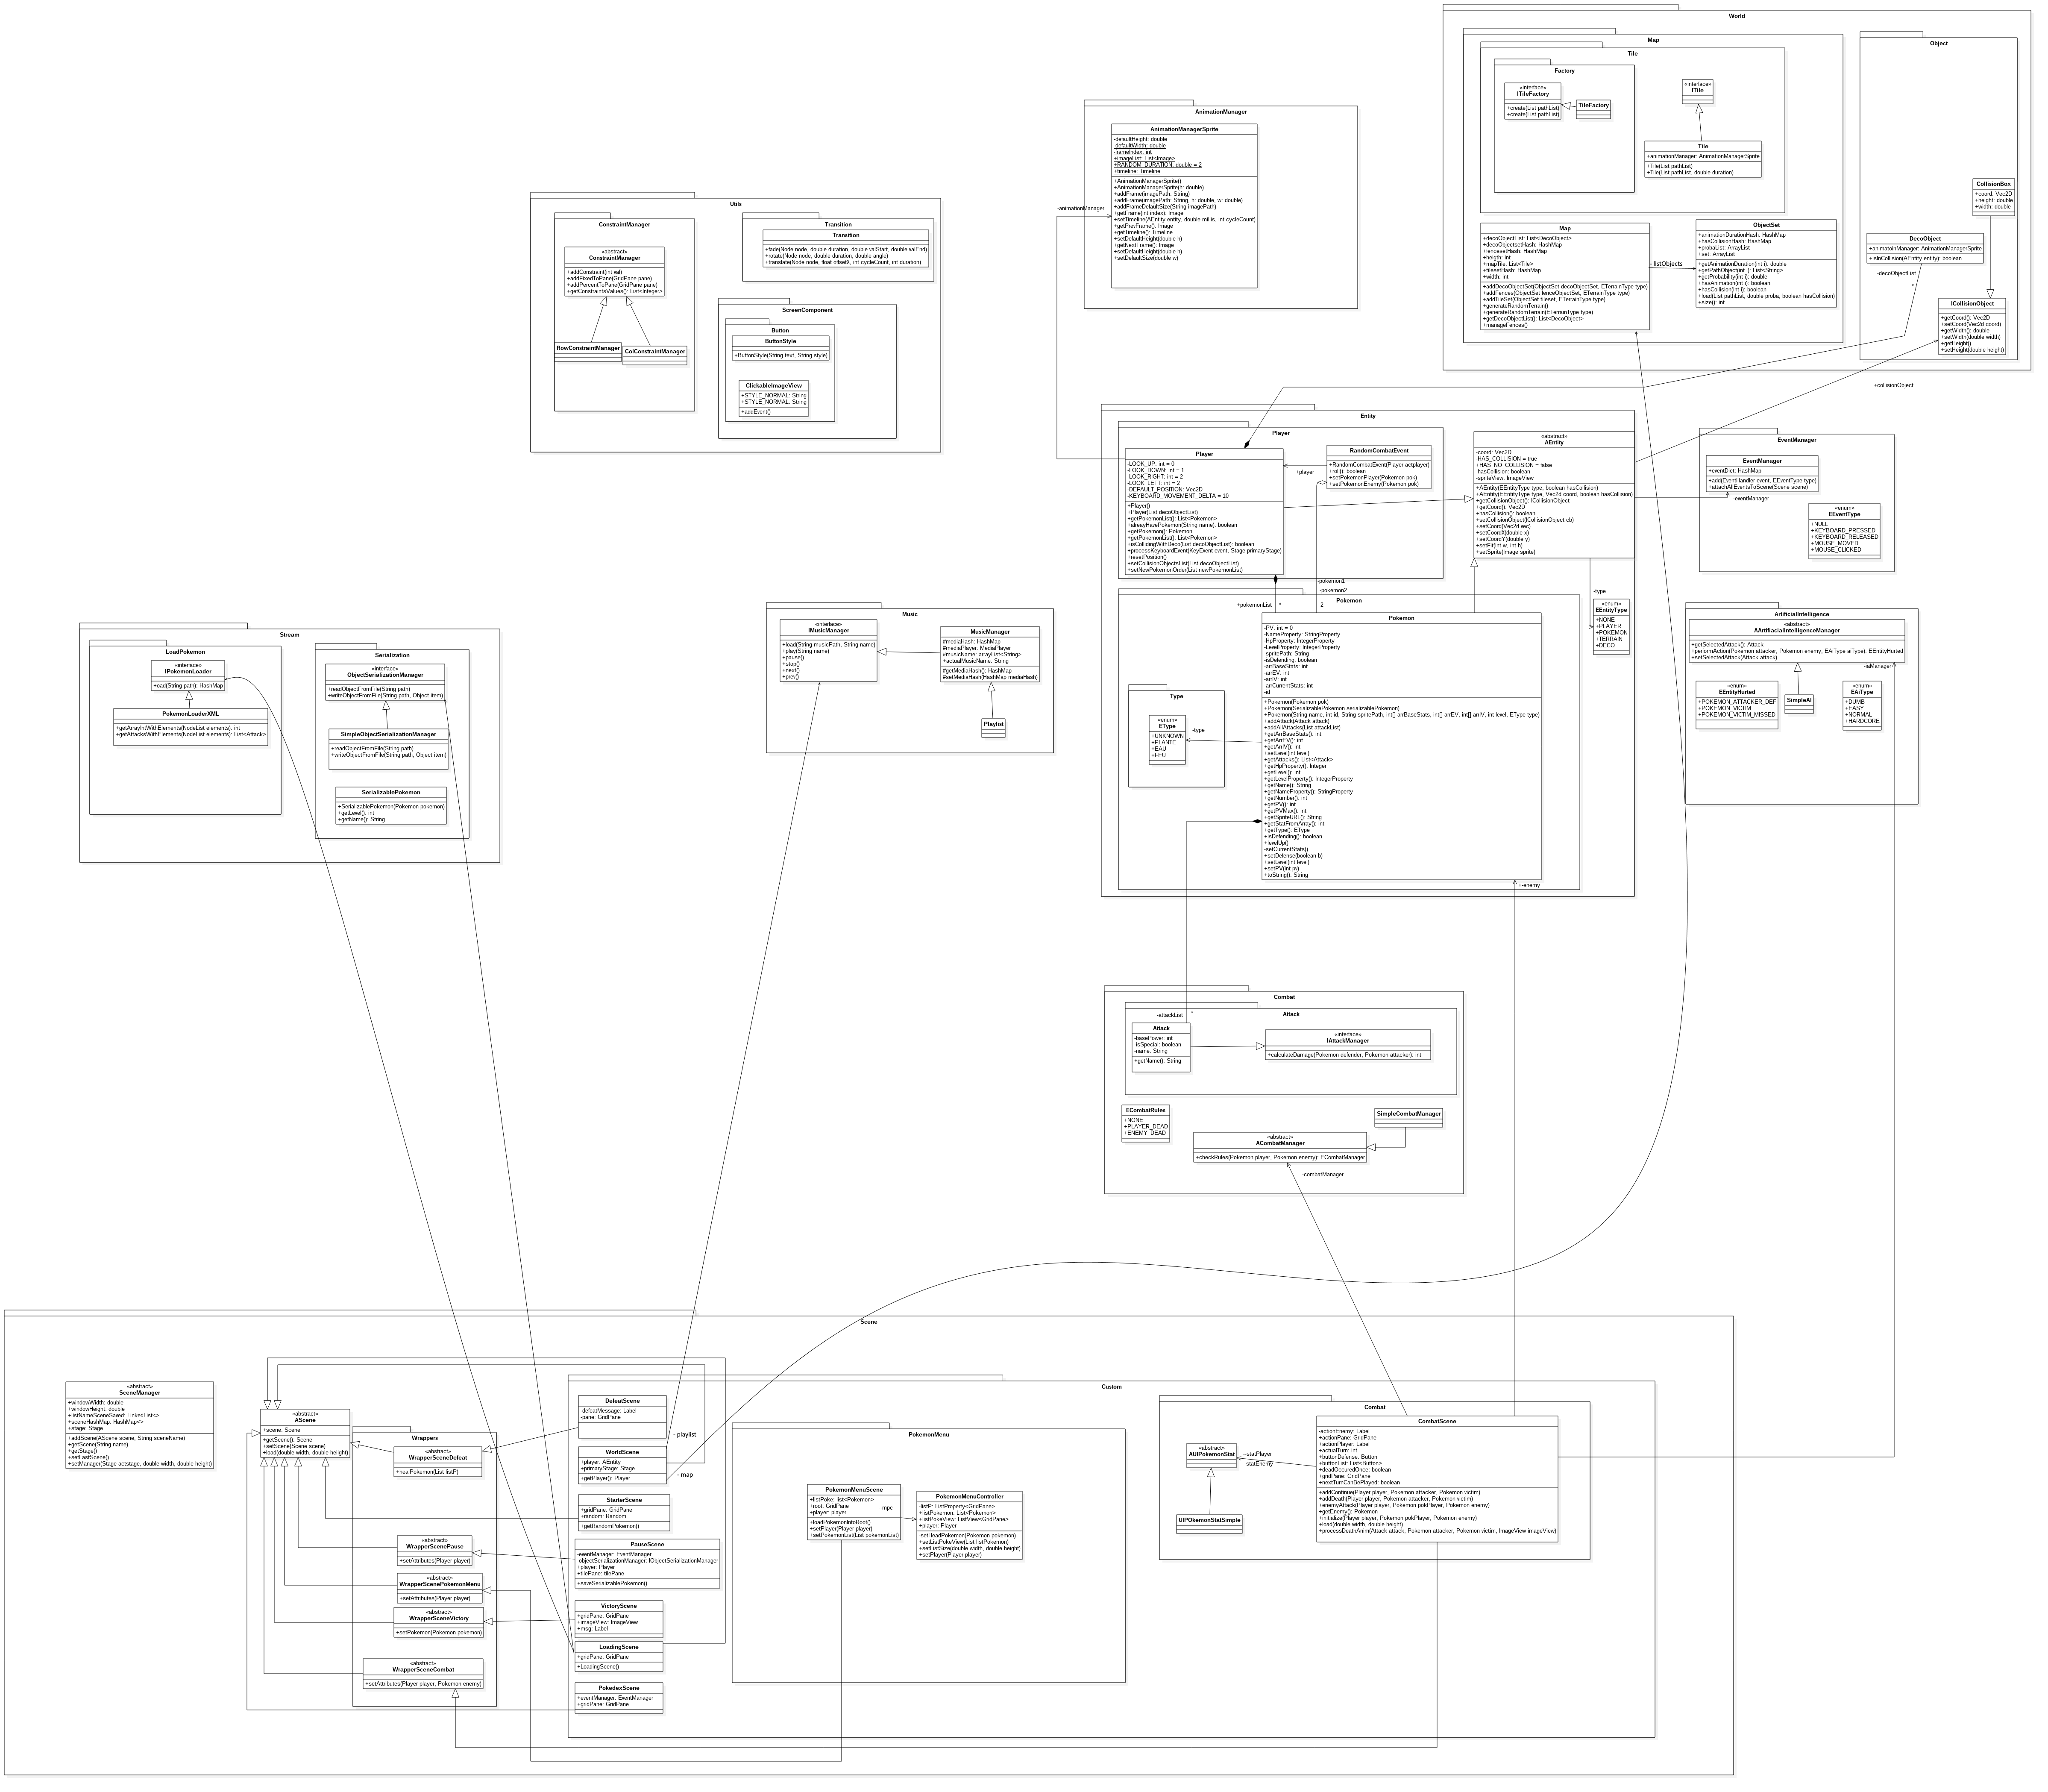 World
Map
Tile
Factory
«interface»
ITileFactory
+create(List pathList)
+create(List pathList)
TileFactory
«interface»
ITile
Tile
+animationManager: AnimationManagerSprite
+Tile(List pathList)
+Tile(List pathList, double duration)
Map
+decoObjectList: List<DecoObject>
+decoObjectsetHash: HashMap
+fencesetHash: HashMap
+heigth: int
+mapTile: List<Tile>
+tilesetHash: HashMap
+width: int
+addDecoObjectSet(ObjectSet decoObjectSet, ETerrainType type)
+addFences(ObjectSet fenceObjectSet, ETerrainType type)
+addTileSet(ObjectSet tileset, ETerrainType type)
+generateRandomTerrain()
+generateRandomTerrain(ETerrainType type)
+getDecoObjectList(): List<DecoObject>
+manageFences()
- listObjects
ObjectSet
+animationDurationHash: HashMap
+hasCollisionHash: HashMap
+probaList: ArrayList
+set: ArrayList
+getAnimationDuration(int i): double
+getPathObject(int i): List<String>
+getProbability(int i): double
+hasAnimation(int i): boolean
+hasCollision(int i): boolean
+load(List pathList, double proba, boolean hasCollision)
+size(): int
Object
CollisionBox
+coord: Vec2D
+height: double
+width: double
DecoObject
+animatoinManager: AnimationManagerSprite
+isInCollision(AEntity entity): boolean
-decoObjectList
*
ICollisionObject
+getCoord(): Vec2D
+setCoord(Vec2d coord)
+getWidth(): double
+setWidth(double width)
+getHeight()
+setHeight(double height)
+collisionObject
AnimationManager
AnimationManagerSprite
-defaultHeight: double
-defaultWidth: double
-frameIndex: int
+imageList: List<Image>
+RANDOM_DURATION: double = 2
+timeline: Timeline
+AnimationManagerSprite()
+AnimationManagerSprite(h: double)
+addFrame(imagePath: String)
+addFrame(imagePath: String, h: double, w: double)
+addFrameDefaultSize(String imagePath)
+getFrame(int index): Image
+setTimeline(AEntity entity, double millis, int cycleCount)
+getPrevFrame(): Image
+getTimeline(): Timeline
+setDefaultHeight(double h)
+getNextFrame(): Image
+setDefaultHeight(double h)
+setDefaultSize(double w)
-animationManager
Utils
ConstraintManager
«abstract»
ConstraintManager
+addConstraint(int val)
+addFixedToPane(GridPane pane)
+addPercentToPane(GridPane pane)
+getConstraintsValues(): List<Integer>
RowConstraintManager
ColConstraintManager
Transition
Transition
+fade(Node node, double duration, double valStart, double valEnd)
+rotate(Node node, double duration, double angle)
+translate(Node node, float offsetX, int cycleCount, int duration)
ScreenComponent
Button
ButtonStyle
+ButtonStyle(String text, String style)
ClickableImageView
+STYLE_NORMAL: String
+STYLE_NORMAL: String
+addEvent()
Entity
Player
Player
-LOOK_UP: int = 0
-LOOK_DOWN: int = 1
-LOOK_RIGHT: int = 2
-LOOK_LEFT: int = 2
-DEFAULT_POSITION: Vec2D
-KEYBOARD_MOVEMENT_DELTA = 10
+Player()
+Player(List decoObjectList)
+getPokemonList(): List<Pokemon>
+alreayHavePokemon(String name): boolean
+getPokemon(): Pokemon
+getPokemonList(): List<Pokemon>
+isCollidingWithDeco(List decoObjectList): boolean
+processKeyboardEvent(KeyEvent event, Stage primaryStage)
+resetPosition()
+setCollisionObjectsList(List decoObjectList)
+setNewPokemonOrder(List newPokemonList)
+player
RandomCombatEvent
+RandomCombatEvent(Player actplayer)
+roll(): boolean
+setPokemonPlayer(Pokemon pok)
+setPokemonEnemy(Pokemon pok)
«abstract»
AEntity
-coord: Vec2D
-HAS_COLLISION = true
+HAS_NO_COLLISION = false
-hasCollision: boolean
-spriteView: ImageView
+AEntity(EEntityType type, boolean hasCollision)
+AEntity(EEntityType type, Vec2d coord, boolean hasCollision)
+getCollisionObject(): ICollisionObject
+getCoord(): Vec2D
+hasCollision(): boolean
+setCollisionObject(ICollisionObject cb)
+setCoord(Vec2d vec)
+setCoordX(double x)
+setCoordY(double y)
+setFit(int w, int h)
+setSprite(Image sprite)
-eventManager
EventManager
EventManager
+eventDict: HashMap
+add(EventHandler event, EEventType type)
+attachAllEventsToScene(Scene scene)
«enum»
EEventType
+NULL
+KEYBOARD_PRESSED
+KEYBOARD_RELEASED
+MOUSE_MOVED
+MOUSE_CLICKED
-type
«enum»
EEntityType
+NONE
+PLAYER
+POKEMON
+TERRAIN
+DECO
-pokemon1
-pokemon2
2
+pokemonList
*
Pokemon
Pokemon
-PV: int = 0
-NameProperty: StringProperty
-HpProperty: IntegerProperty
-LevelProperty: IntegerProperty
-spritePath: String
-isDefending: boolean
-arrBaseStats: int
-arrEV: int
-arrIV: int
-arrCurrentStats: int
-id
+Pokemon(Pokemon pok)
+Pokemon(SerializablePokemon serializablePokemon)
+Pokemon(String name, int id, String spritePath, int[] arrBaseStats, int[] arrEV, int[] arrIV, int level, EType type)
+addAttack(Attack attack)
+addAllAttacks(List attackList)
+getArrBaseStats(): int
+getArrEV(): int
+getArrIV(): int
+setLevel(int level)
+getAttacks(): List<Attack>
+getHpProperty(): Integer
+getLevel(): int
+getLevelProperty(): IntegerProperty
+getName(): String
+getNameProperty(): StringProperty
+getNumber(): int
+getPV(): int
+getPVMax(): int
+getSpriteURL(): String
+getStatFromArray(): int
+getType(): EType
+isDefending(): boolean
+levelUp()
-setCurrentStats()
+setDefense(boolean b)
+setLevel(int level)
+setPV(int pv)
+toString(): String
+-enemy
Type
«enum»
EType
+UNKNOWN
+PLANTE
+EAU
+FEU
-type
ArtificialIntelligence
«abstract»
AArtifiacialIntelligenceManager
+getSelectedAttack(): Attack
+performAction(Pokemon attacker, Pokemon enemy, EAiType aiType): EEntityHurted
+setSelectedAttack(Attack attack)
-iaManager
«enum»
EEntityHurted
+POKEMON_ATTACKER_DEF
+POKEMON_VICTIM
+POKEMON_VICTIM_MISSED
SimpleAI
«enum»
EAiType
+DUMB
+EASY
+NORMAL
+HARDCORE
Stream
LoadPokemon
«interface»
IPokemonLoader
+oad(String path): HashMap
PokemonLoaderXML
+getArrayIntWithElements(NodeList elements): int
+getAttacksWithElements(NodeList elements): List<Attack>
Serialization
«interface»
ObjectSerializationManager
+readObjectFromFile(String path)
+writeObjectFromFile(String path, Object item)
SimpleObjectSerializationManager
+readObjectFromFile(String path)
+writeObjectFromFile(String path, Object item)
SerializablePokemon
+SerializablePokemon(Pokemon pokemon)
+getLevel(): int
+getName(): String
Music
«interface»
IMusicManager
+load(String musicPath, String name)
+play(String name)
+pause()
+stop()
+next()
+prev()
MusicManager
#mediaHash: HashMap
#mediaPlayer: MediaPlayer
#musicName: arrayList<String>
+actualMusicName: String
#getMediaHash(): HashMap
#setMediaHash(HashMap mediaHash)
Playlist
Combat
Attack
-attackList
*
Attack
-basePower: int
-isSpecial: boolean
-name: String
+getName(): String
«interface»
IAttackManager
+calculateDamage(Pokemon defender, Pokemon attacker): int
ECombatRules
+NONE
+PLAYER_DEAD
+ENEMY_DEAD
SimpleCombatManager
«abstract»
ACombatManager
+checkRules(Pokemon player, Pokemon enemy): ECombatManager
-combatManager
Scene
«abstract»
SceneManager
+windowWidth: double
+windowHeight: double
+listNameSceneSaved: LinkedList<>
+sceneHashMap: HashMap<>
+stage: Stage
+addScene(AScene scene, String sceneName)
+getScene(String name)
+getStage()
+setLastScene()
+setManager(Stage actstage, double width, double height)
«abstract»
AScene
+scene: Scene
+getScene(): Scene
+setScene(Scene scene)
+load(double width, double heiight)
Wrappers
«abstract»
WrapperSceneDefeat
+healPokemon(List listP)
«abstract»
WrapperScenePause
+setAttributes(Player player)
«abstract»
WrapperScenePokemonMenu
+setAttributes(Player player)
«abstract»
WrapperSceneVictory
+setPokemon(Pokemon pokemon)
«abstract»
WrapperSceneCombat
+setAttributes(Player player, Pokemon enemy)
Custom
DefeatScene
-defeatMessage: Label
-pane: GridPane
- playlist
WorldScene
+player: AEntity
+primaryStage: Stage
+getPlayer(): Player
- map
StarterScene
+gridPane: GridPane
+random: Random
+getRandomPokemon()
PauseScene
-eventManager: EventManager
-objectSerializationManager: IObjectSerializationManager
+player: Player
+tilePane: tilePane
+saveSerializablePokemon()
VictoryScene
+gridPane: GridPane
+imageView: ImageView
+msg: Label
LoadingScene
+gridPane: GridPane
+LoadingScene()
PokedexScene
+eventManager: EventManager
+gridPane: GridPane
PokemonMenu
PokemonMenuScene
+listPoke: list<Pokemon>
+root: GridPane
+player: player
+loadPokemonIntoRoot()
+setPlayer(Player player)
+setPokemonList(List pokemonList)
--mpc
PokemonMenuController
-listP: ListProperty<GridPane>
+listPokemon: List<Pokemon>
+listPokeView: ListView<GridPane>
+player: Player
-setHeadPokemon(Pokemon pokemon)
+setListPokeView(List listPokemon)
+setListSize(double width, double height)
+setPlayer(Player player)
Combat
«abstract»
AUIPokemonStat
--statPlayer
-statEnemy
UIPOkemonStatSimple
CombatScene
-actionEnemy: Label
+actionPane: GridPane
+actionPlayer: Label
+actualTurn: int
+buttonDefense: Button
+buttonList: List<Button>
+deadOccuredOnce: boolean
+gridPane: GridPane
+nextTurnCanBePlayed: boolean
+addContinue(Player player, Pokemon attacker, Pokemon victim)
+addDeath(Player player, Pokemon attacker, Pokemon victim)
+enemyAttack(Player player, Pokemon pokPlayer, Pokemon enemy)
+getEnemy(): Pokemon
+initialize(Player player, Pokemon pokPlayer, Pokemon enemy)
+load(double width, double height)
+processDeathAnim(Attack attack, Pokemon attacker, Pokemon victim, ImageView imageView)